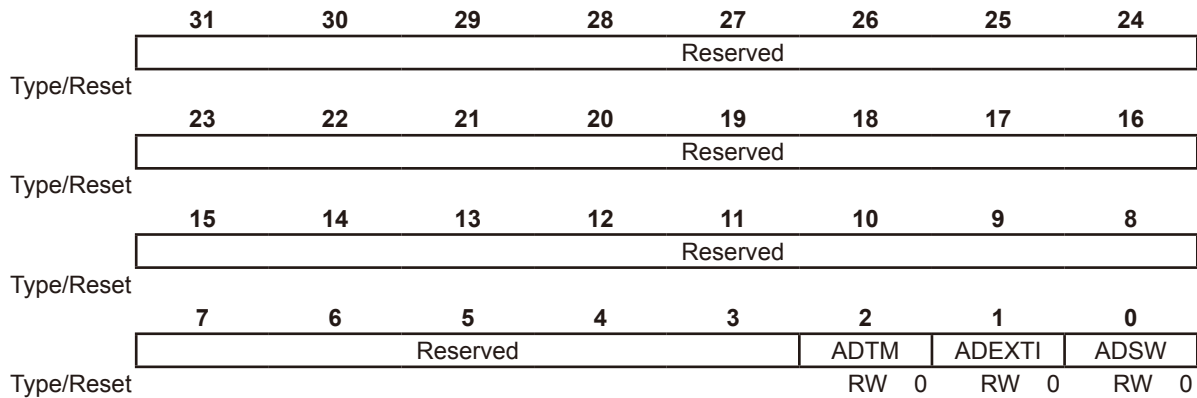 31 30 29 28 27 26 25 24
Reserved
Type/Reset
23 22 21 20 19 18 17 16
Reserved
Type/Reset
15 14 13 12 11 10 9 8
Reserved
Type/Reset
7 6 5 4 3 2 1 0
Reserved ADTM ADEXTI ADSW
Type/Reset RW 0 RW 0 RW 0